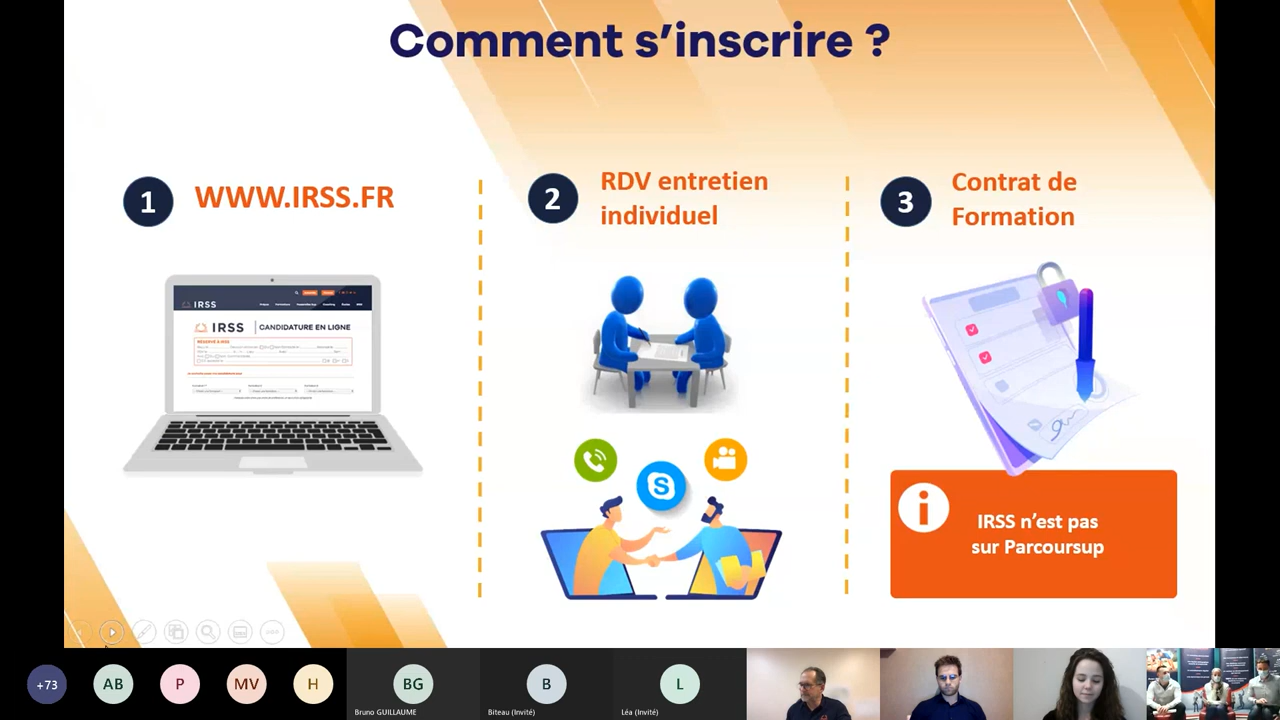 Comment s’inscrire ?
1
WWW.IRSS.FR
2
RDV entretien
individuel
3
Contrat de
Formation
IRSS
IRSS
CANDIDATURE EN LIGNE
S
i
IRSS n’est pas
sur Parcoursup
+73
AB
P
MV
H
BG
B
L
Bruno GUILLAUME
Biteau (Invité)
Léa (Invité)